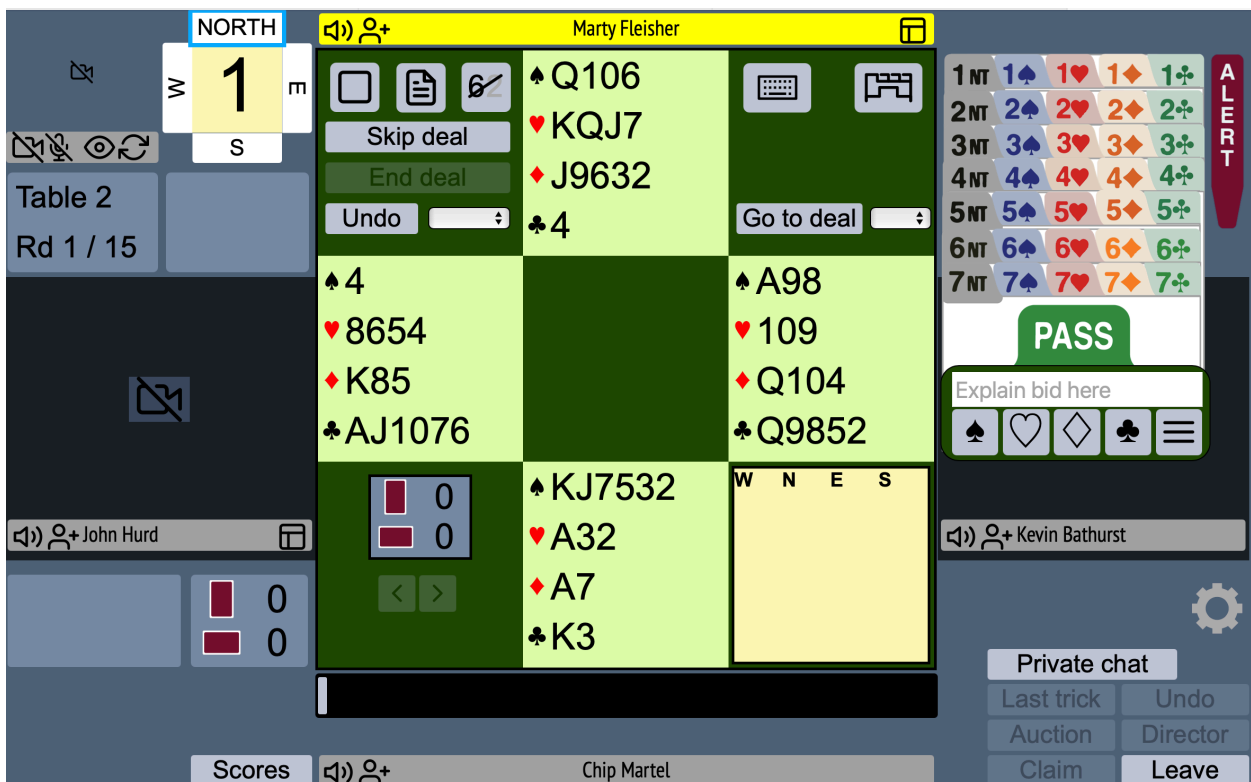 NORTH
W 1 E
S
Table 2
Rd 1 / 15
Marty Fleisher
Skip deal
End deal
Undo
Go to deal
♠Q106
♥KQJ7
♦J9632
♣4
♠4
♥8654
♦K85
♣AJ1076
♠A98
♥109
♦Q104
♣Q9852
♠KJ7532
♥A32
♦A7
♣K3
0
0
W N E S
John Hurd
Kevin Bathurst
0
0
Scores
Chip Martel
1NT 1♠ 1♥ 1♦ 1♣
2NT 2♠ 2♥ 2♦ 2♣
3NT 3♠ 3♥ 3♦ 3♣
4NT 4♠ 4♥ 4♦ 4♣
5NT 5♠ 5♥ 5♦ 5♣
6NT 6♠ 6♥ 6♦ 6♣
7NT 7♠ 7♥ 7♦ 7♣
ALERT
PASS
Explain bid here
Private chat
Last trick Undo
Auction Director
Claim Leave